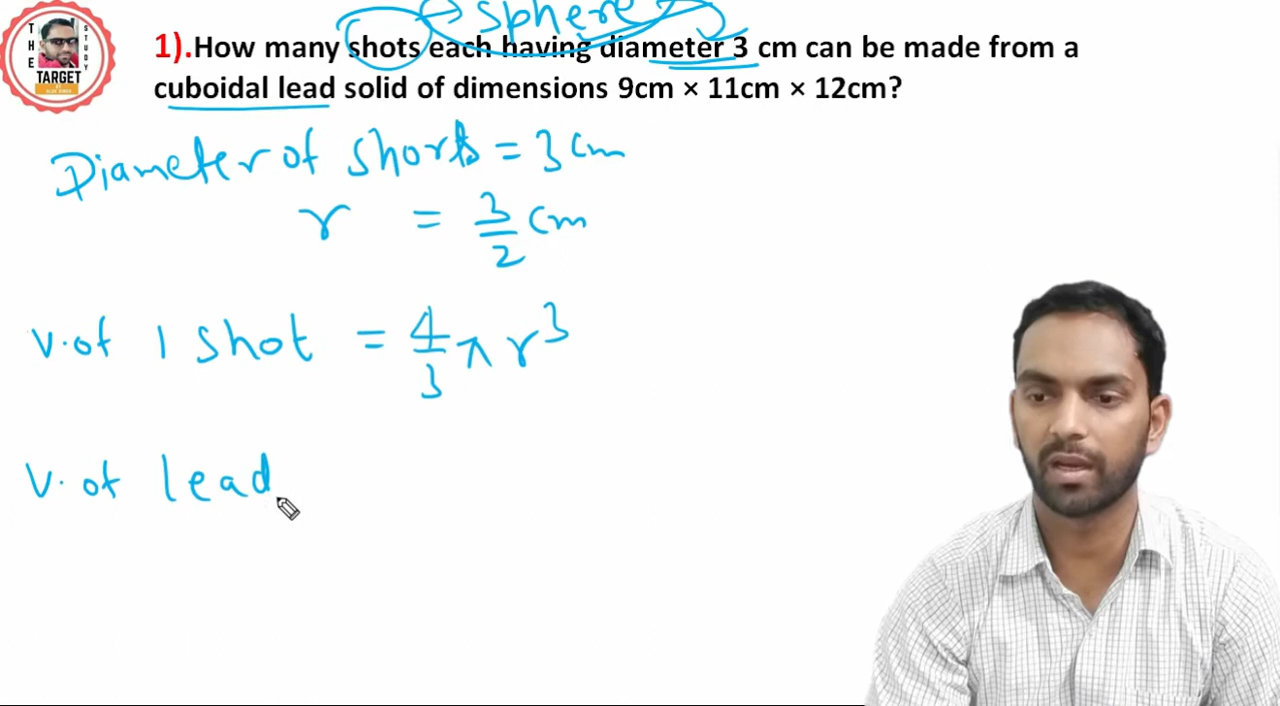 sphere
1).How many shots each having diameter 3 cm can be made from a
cuboidal lead solid of dimensions 9cm × 11cm × 12cm?
THE TARGET STUDY
Diameter of shorts = 3 cm
r = 3/2 cm
V. of 1 shot = 4/3 π r³
V. of lead